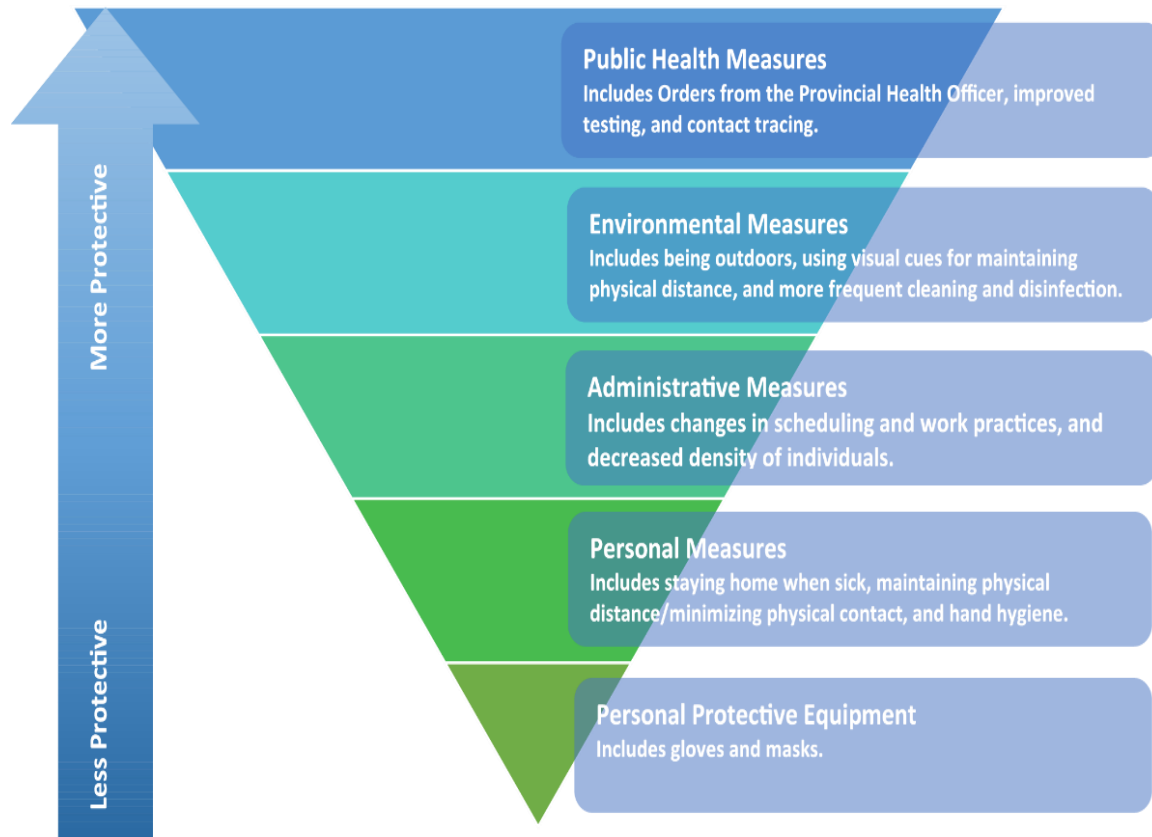 More Protective
Less Protective
Public Health Measures
Includes Orders from the Provincial Health Officer, improved
testing, and contact tracing.
Environmental Measures
Includes being outdoors, using visual cues for maintaining
physical distance, and more frequent cleaning and disinfection.
Administrative Measures
Includes changes in scheduling and work practices, and
decreased density of individuals.
Personal Measures
Includes staying home when sick, maintaining physical
distance/minimizing physical contact, and hand hygiene.
Personal Protective Equipment
Includes gloves and masks.